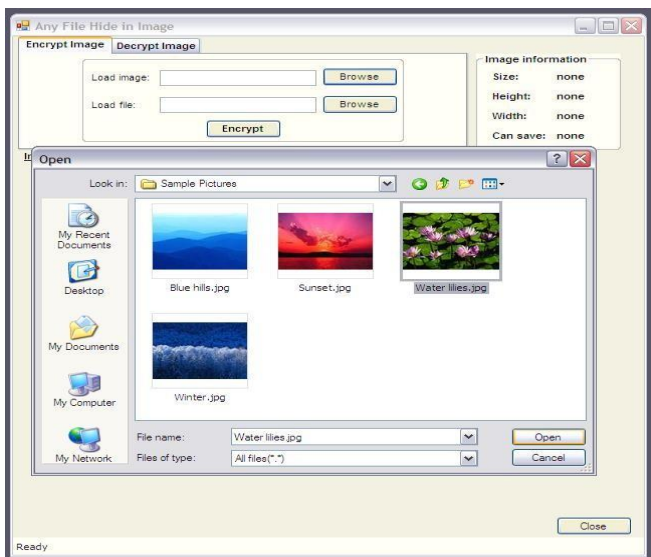 Any File Hide in Image
Encrypt Image Decrypt Image
Load image: Browse
Load file: Browse
Encrypt
Image information
Size: none
Height: none
Width: none
Can save: none
Open
Look in: Sample Pictures
My Recent
Documents
Desktop
My Documents
My Computer
My Network
Blue hills.jpg Sunset.jpg Water lilies.jpg
Winter.jpg
File name: Water lilies.jpg Open
Files of type: All files(*.*) Cancel
Close
Ready